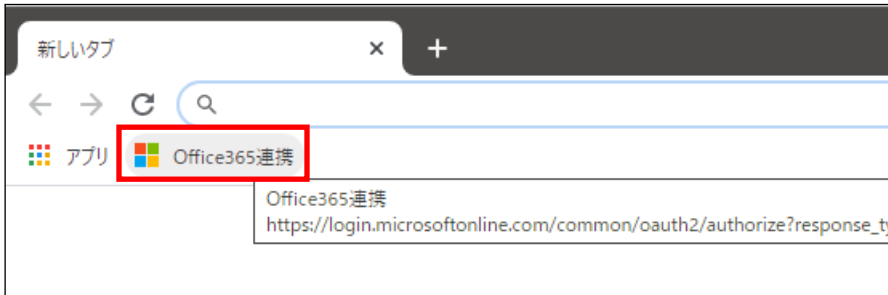 新しいタブ
アプリ Office365連携
Office365連携
https://login.microsoftonline.com/common/oauth2/authorize?response_ty